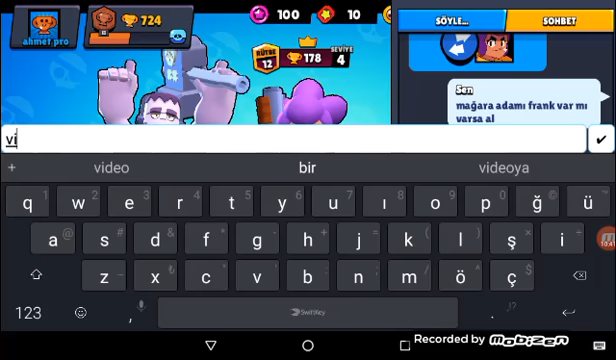 ahmet pro
724
100
10
RÜTBE
12
178
SEVİYE
4
SÖYLE...
SOHBET
Sen
mağara adamı frank var mı
varsa al
vi
+ video bir videoya
q w e r t y u ı o p ğ ü
a s d f g h j k l ş i
z x c v b n m ö ç
123 , SwiftKey .
Recorded by Mobizen